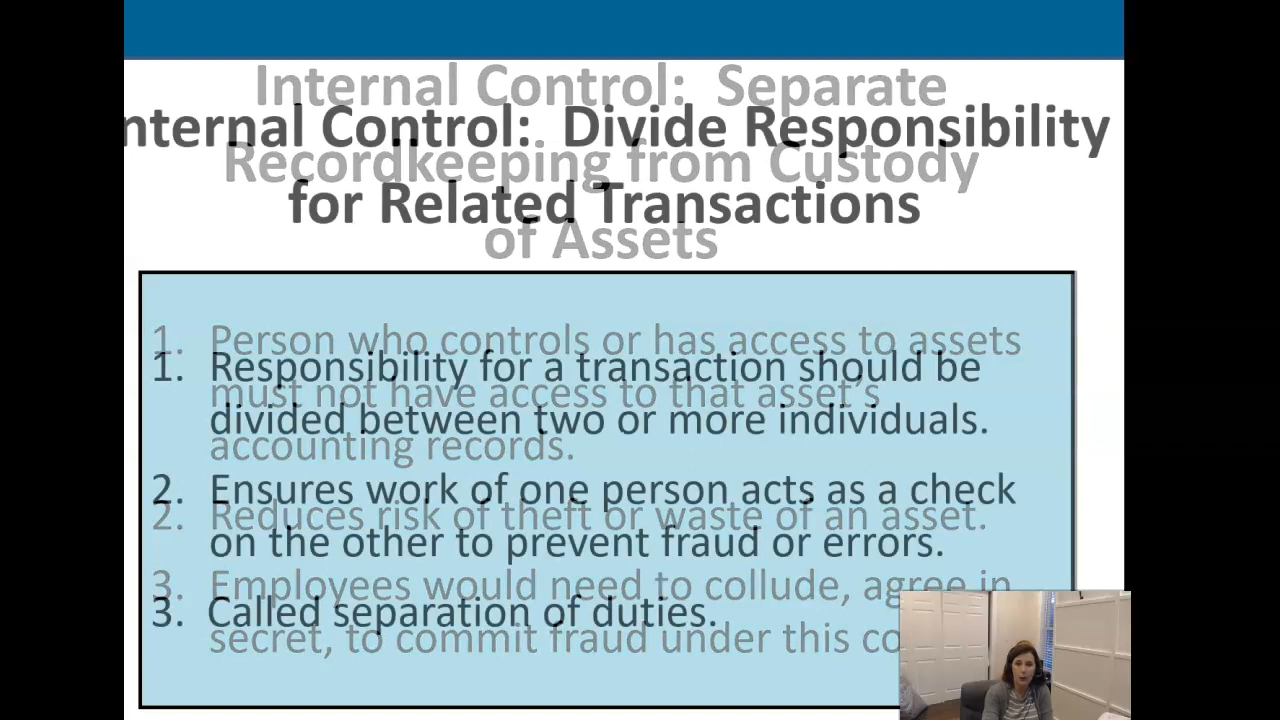 Internal Control: Separate
Recordkeeping from Custody
of Assets
nternal Control: Divide Responsibility
for Related Transactions
1. Person who controls or has access to assets
must not have access to that asset's
accounting records.
2. Reduces risk of theft or waste of an asset.
3. Employees would need to collude, agree in
secret, to commit fraud under this co
1. Responsibility for a transaction should be
divided between two or more individuals.
2. Ensures work of one person acts as a check
on the other to prevent fraud or errors.
3. Called separation of duties.